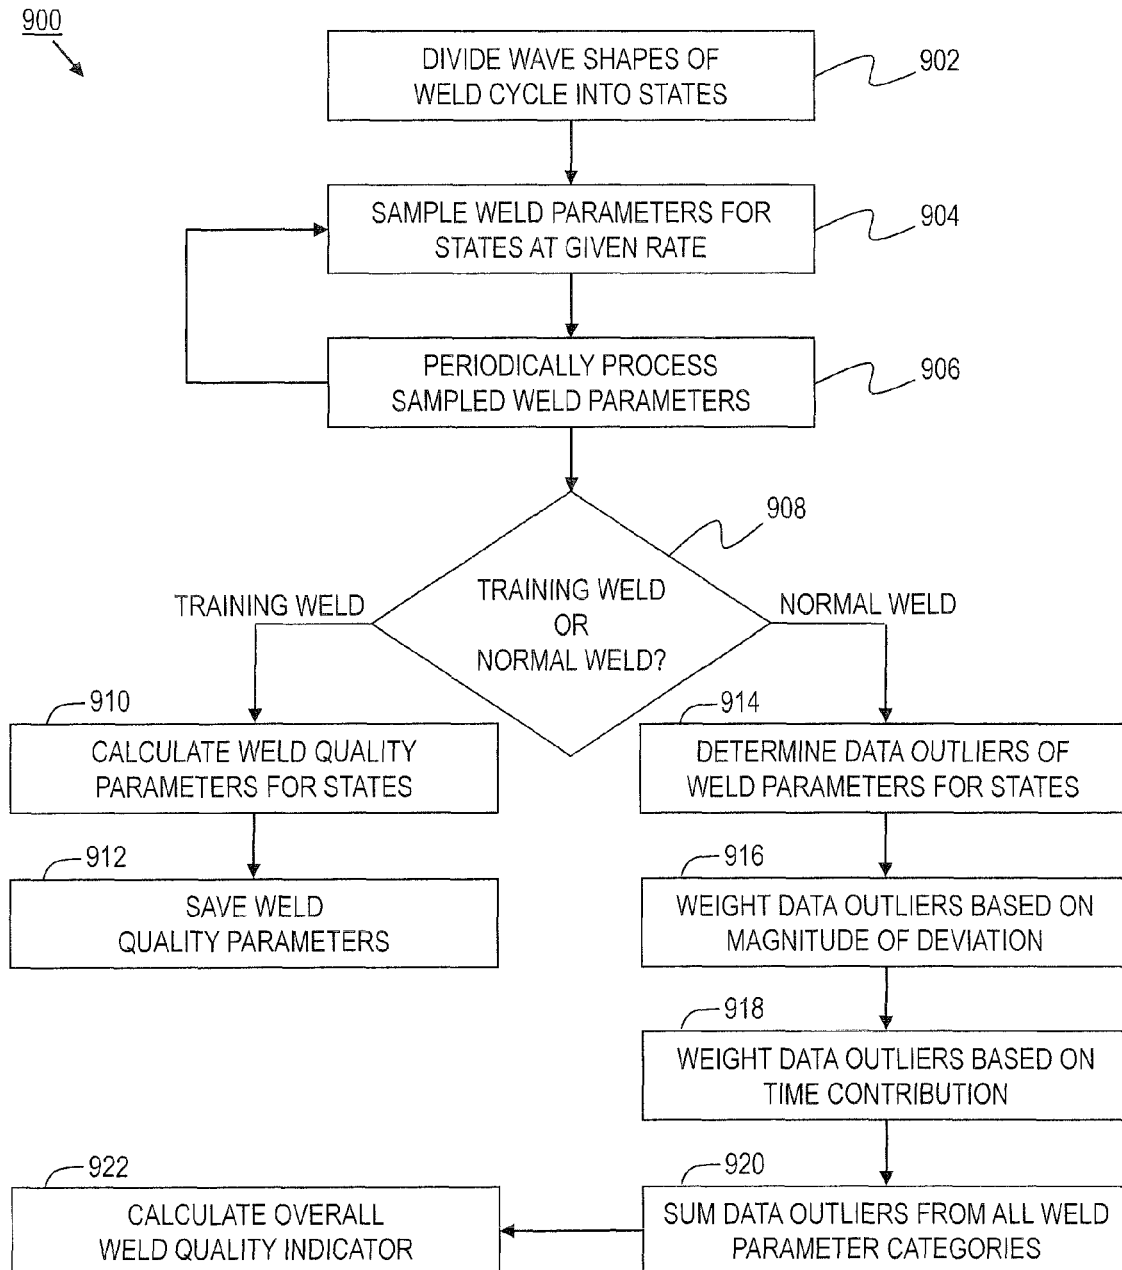 900
DIVIDE WAVE SHAPES OF
WELD CYCLE INTO STATES
902
SAMPLE WELD PARAMETERS FOR
STATES AT GIVEN RATE
904
PERIODICALLY PROCESS
SAMPLED WELD PARAMETERS
906
908
TRAINING WELD
OR
NORMAL WELD?
TRAINING WELD
NORMAL WELD
910
CALCULATE WELD QUALITY
PARAMETERS FOR STATES
912
SAVE WELD
QUALITY PARAMETERS
914
DETERMINE DATA OUTLIERS OF
WELD PARAMETERS FOR STATES
916
WEIGHT DATA OUTLIERS BASED ON
MAGNITUDE OF DEVIATION
918
WEIGHT DATA OUTLIERS BASED ON
TIME CONTRIBUTION
920
SUM DATA OUTLIERS FROM ALL WELD
PARAMETER CATEGORIES
922
CALCULATE OVERALL
WELD QUALITY INDICATOR